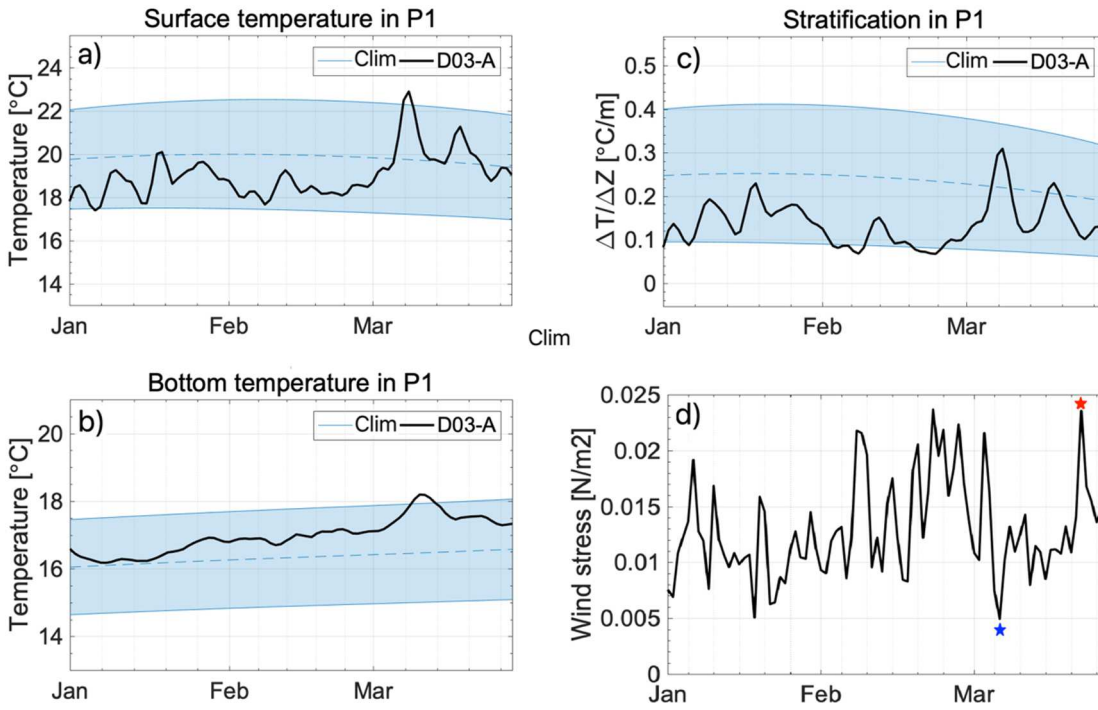 Surface temperature in P1
a)
Clim D03-A
Temperature [°C]
24
22
20
18
16
14
Jan Feb Mar
Stratification in P1
c)
Clim D03-A
ΔT/ΔZ [°C/m]
0.5
0.4
0.3
0.2
0.1
0
Jan Feb Mar
Clim
Bottom temperature in P1
b)
Clim D03-A
Temperature [°C]
20
18
16
14
Jan Feb Mar
d)
Wind stress [N/m2]
0.025
0.02
0.015
0.01
0.005
0
Jan Feb Mar